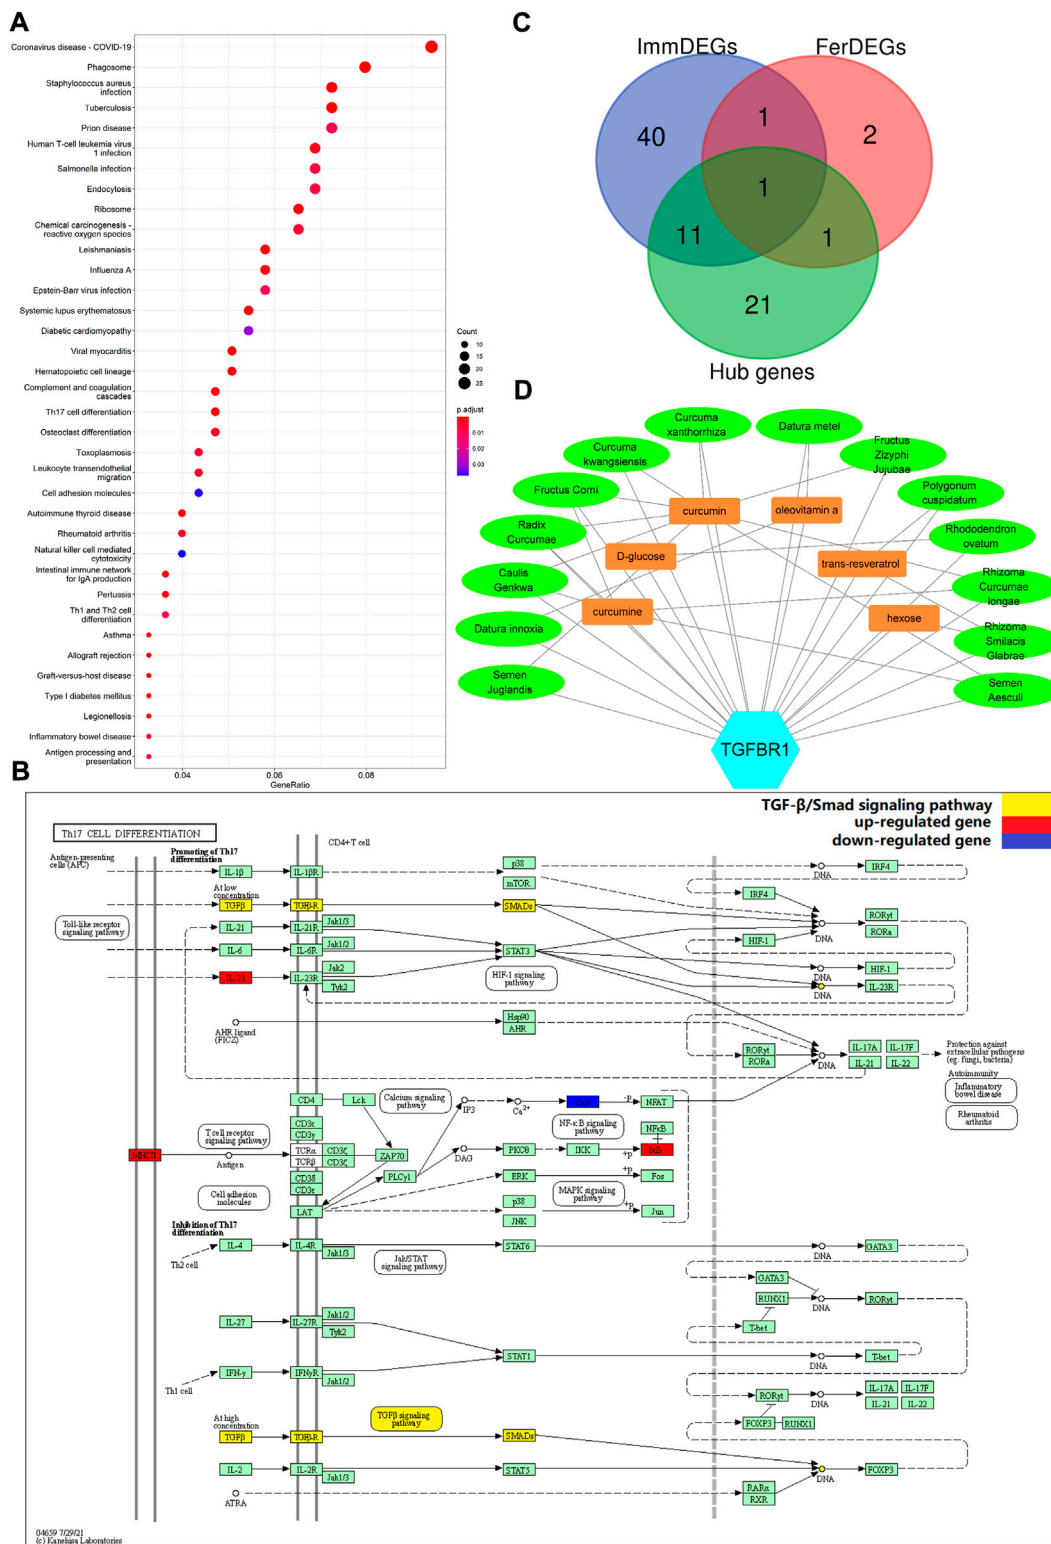 A
Coronavirus disease - COVID-19
Phagosome
Staphylococcus aureus
infection
Tuberculosis
Prion disease
Human T-cell leukemia virus
1 infection
Salmonella infection
Endocytosis
Ribosome
Chemical carcinogenesis -
reactive oxygen species
Leishmaniasis
Influenza A
Epstein-Barr virus infection
Systemic lupus erythematosus
Diabetic cardiomyopathy
Viral myocarditis
Hematopoietic cell lineage
Complement and coagulation
cascades
Th17 cell differentiation
Osteoclast differentiation
Toxoplasmosis
Leukocyte transendothelial
migration
Cell adhesion molecules
Autoimmune thyroid disease
Rheumatoid arthritis
Natural killer cell mediated
cytotoxicity
Intestinal immune network
for IgA production
Pertussis
Th1 and Th2 cell
differentiation
Asthma
Allograft rejection
Graft-versus-host disease
Type I diabetes mellitus
Legionellosis
Inflammatory bowel disease
Antigen processing and
presentation
0.04 0.06 0.08
GeneRatio
Count
10
15
20
25
p.adjust
0.01
0.02
0.03
C
ImmDEGs FerDEGs
40 1 2
1
11 1
21
Hub genes
D
Curcuma
xanthorrhiza
Datura metel
Curcuma
kwangsiensis
Fructus
Zizyphi
Jujubae
Fructus Corni
Polygonum
cuspidatum
curcumin
oleovitamin a
Radix
Curcumae
Rhododendron
ovatum
D-glucose
trans-resveratrol
Caulis
Genkwa
Rhizoma
Curcumae
longae
curcumine
hexose
Datura innoxia
Rhizoma
Smilacis
Glabrae
Semen
Juglandis
Semen
Aesculi
TGFBR1
B
TGF-β/Smad signaling pathway
up-regulated gene
down-regulated gene
Th17 CELL DIFFERENTIATION
CD4+ T cell
Antigen-presenting
cells (APC)
Promoting of Th17
differentiation
IL-1β IL-1βR p38 mTOR DNA IRF4
At low
concentration
TGFβ TGFβ-R SMADs IRF4 RORγt RORα DNA
Toll-like receptor
signaling pathway
IL-21 IL-21R Jak1/3
IL-6 IL-6R Jak1/2 STAT3 HIF-1
IL-23 IL-23R Jak2 Tyk2
HIF-1 signaling
pathway
DNA HIF-1
DNA IL-23R
AHR ligand
(FICZ)
Hsp90
AHR
RORγt
RORα
DNA
IL-17A IL-17F
IL-21 IL-22
Protection against
extracellular pathogens
(eg. fungi, bacteria)
Autoimmunity
Inflammatory
bowel disease
Rheumatoid
arthritis
CD4 Lck
Calcium signaling
pathway
IP3 Ca2+ -p NFAT
CD3ε
CD3γ
T cell receptor
signaling pathway
NF-κB signaling
pathway
NFκB
MHCII Antigen
TCRα CD3ζ
TCRβ CD3ζ
ZAP70
DAG PKCθ IKK +p IκB
CD3δ
CD3ε
PLCγ1
ERK +p Fos
Cell adhesion
molecules
MAPK signaling
pathway
LAT
p38
JNK
+p Jun
Inhibition of Th17
differentiation
IL-4 IL-4R Jak1/3 STAT6 DNA GATA3
Th2 cell
Jak/STAT
signaling pathway
GATA3
RUNX1 DNA RORγt
T-bet
IL-27 IL-27R Jak1/2 Tyk2
STAT1 DNA T-bet
IFN-γ IFNγR Jak1/2
Th1 cell
RORγt DNA
IL-17A IL-17F
IL-21 IL-22
FOXP3 RUNX1
At high
concentration
TGFβ signaling
pathway
TGFβ TGFβ-R SMADs
IL-2 IL-2R Jak1/3 STAT5 DNA FOXP3
ATRA
RARα
RXR
04659 7/29/21
(c) Kanehisa Laboratories